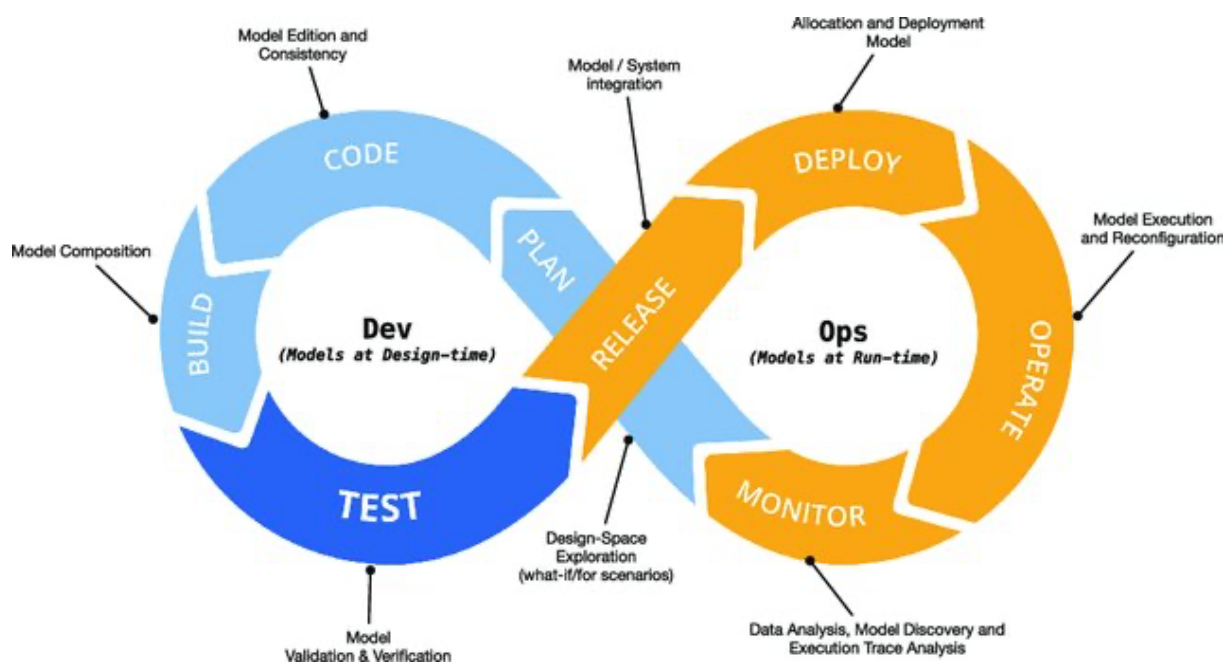 Model Edition and
Consistency
Model / System
integration
Allocation and Deployment
Model
CODE
DEPLOY
Model Composition
PLAN
Model Execution
and Reconfiguration
BUILD
Dev
(Models at Design-time)
RELEASE
Ops
(Models at Run-time)
OPERATE
TEST
MONITOR
Design-Space
Exploration
(what-if/for scenarios)
Model
Validation & Verification
Data Analysis, Model Discovery and
Execution Trace Analysis